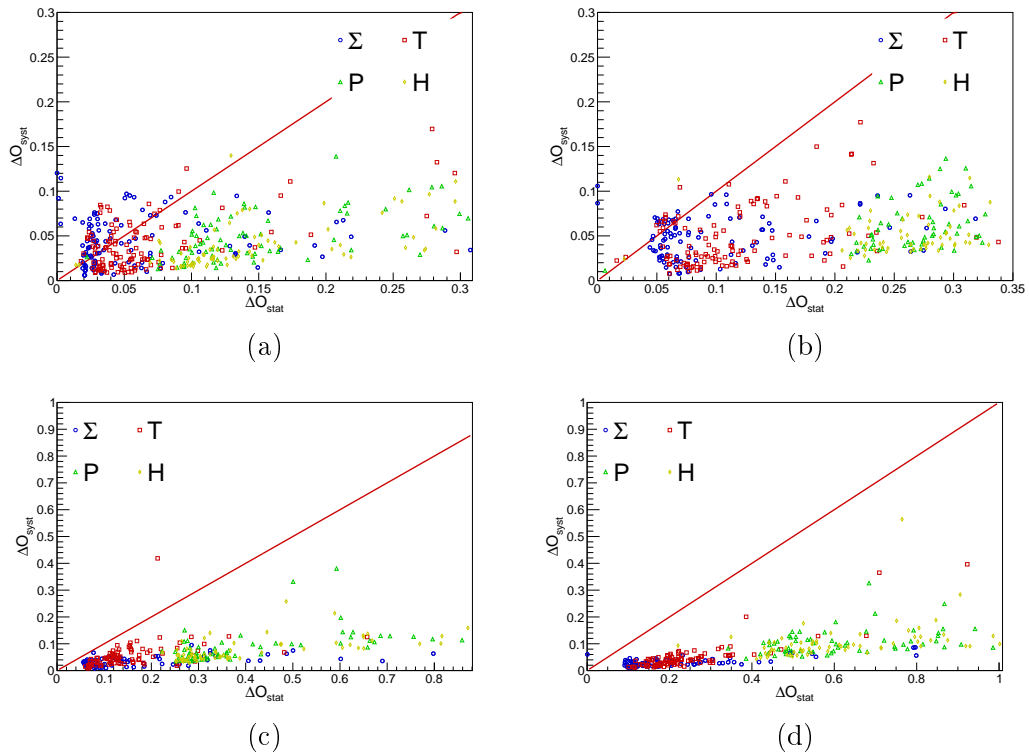 0.3
0.25
0.2
0.15
0.1
0.05
0
ΔO_syst
Σ T
P H
0 0.05 0.1 0.15 0.2 0.25 0.3
ΔO_stat
(a)
0.3
0.25
0.2
0.15
0.1
0.05
0
ΔO_syst
Σ T
P H
0 0.05 0.1 0.15 0.2 0.25 0.3 0.35
ΔO_stat
(b)
1
0.9
0.8
0.7
0.6
0.5
0.4
0.3
0.2
0.1
0
ΔO_syst
Σ T
P H
0 0.1 0.2 0.3 0.4 0.5 0.6 0.7 0.8
ΔO_stat
(c)
1
0.9
0.8
0.7
0.6
0.5
0.4
0.3
0.2
0.1
0
ΔO_syst
Σ T
P H
0 0.2 0.4 0.6 0.8 1
ΔO_stat
(d)